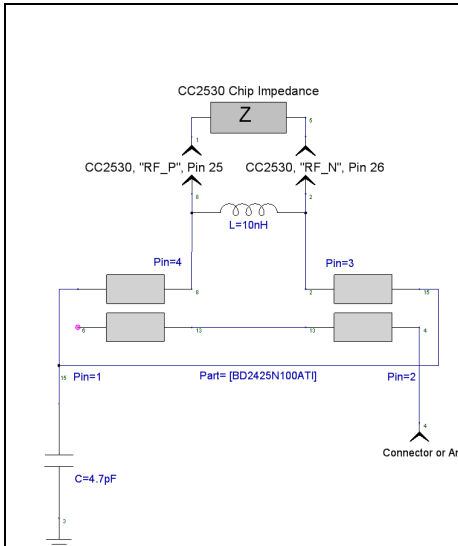 CC2530 Chip Impedance
Z
1
5
CC2530, "RF_P", Pin 25
CC2530, "RF_N", Pin 26
8
2
L=10nH
Pin=4
Pin=3
8
2
15
6
13
13
4
15
Pin=1
Part= [BD2425N100ATI]
Pin=2
4
Connector or An
C=4.7pF
3